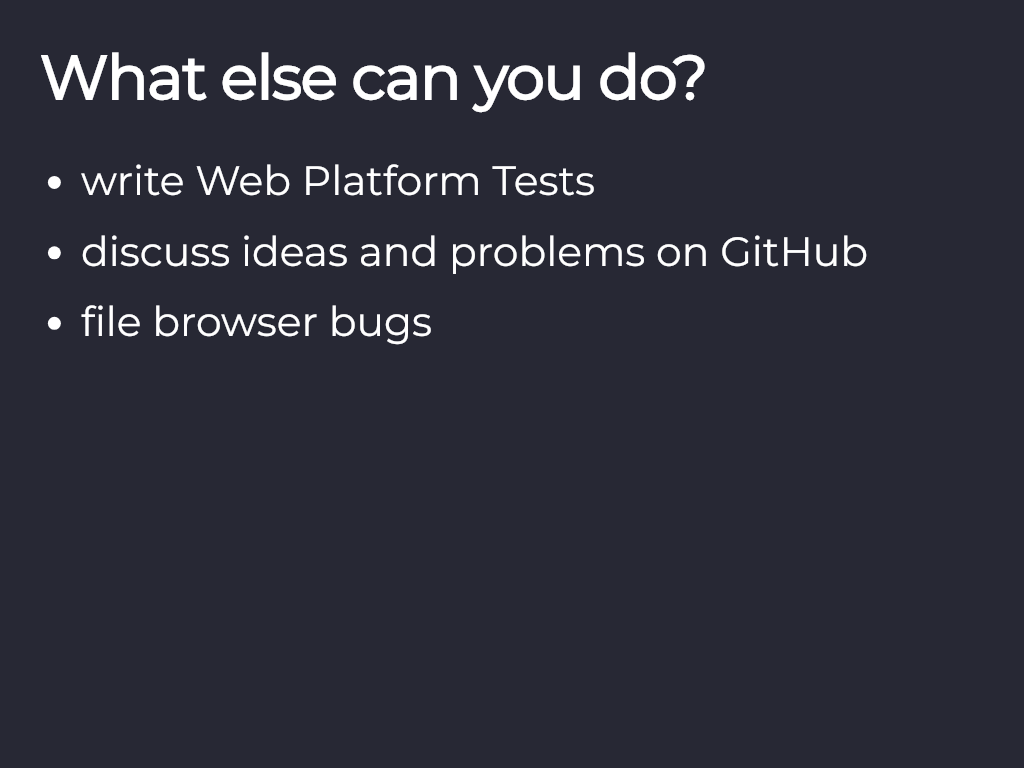 What else can you do?
• write Web Platform Tests
• discuss ideas and problems on GitHub
• file browser bugs